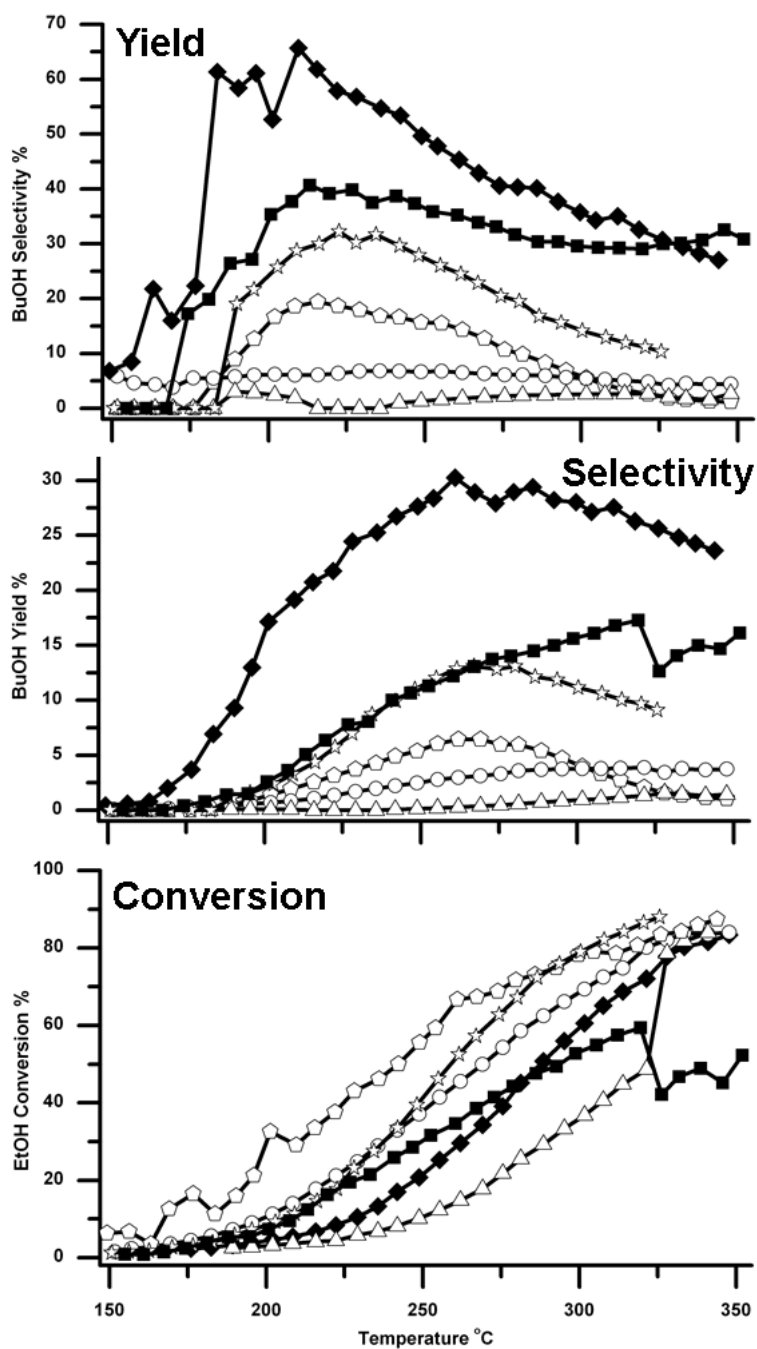 Yield
BuOH Selectivity %
70
60
50
40
30
20
10
0
Selectivity
BuOH Yield %
30
25
20
15
10
5
0
Conversion
EtOH Conversion %
100
80
60
40
20
0
150 200 250 300 350
Temperature °C